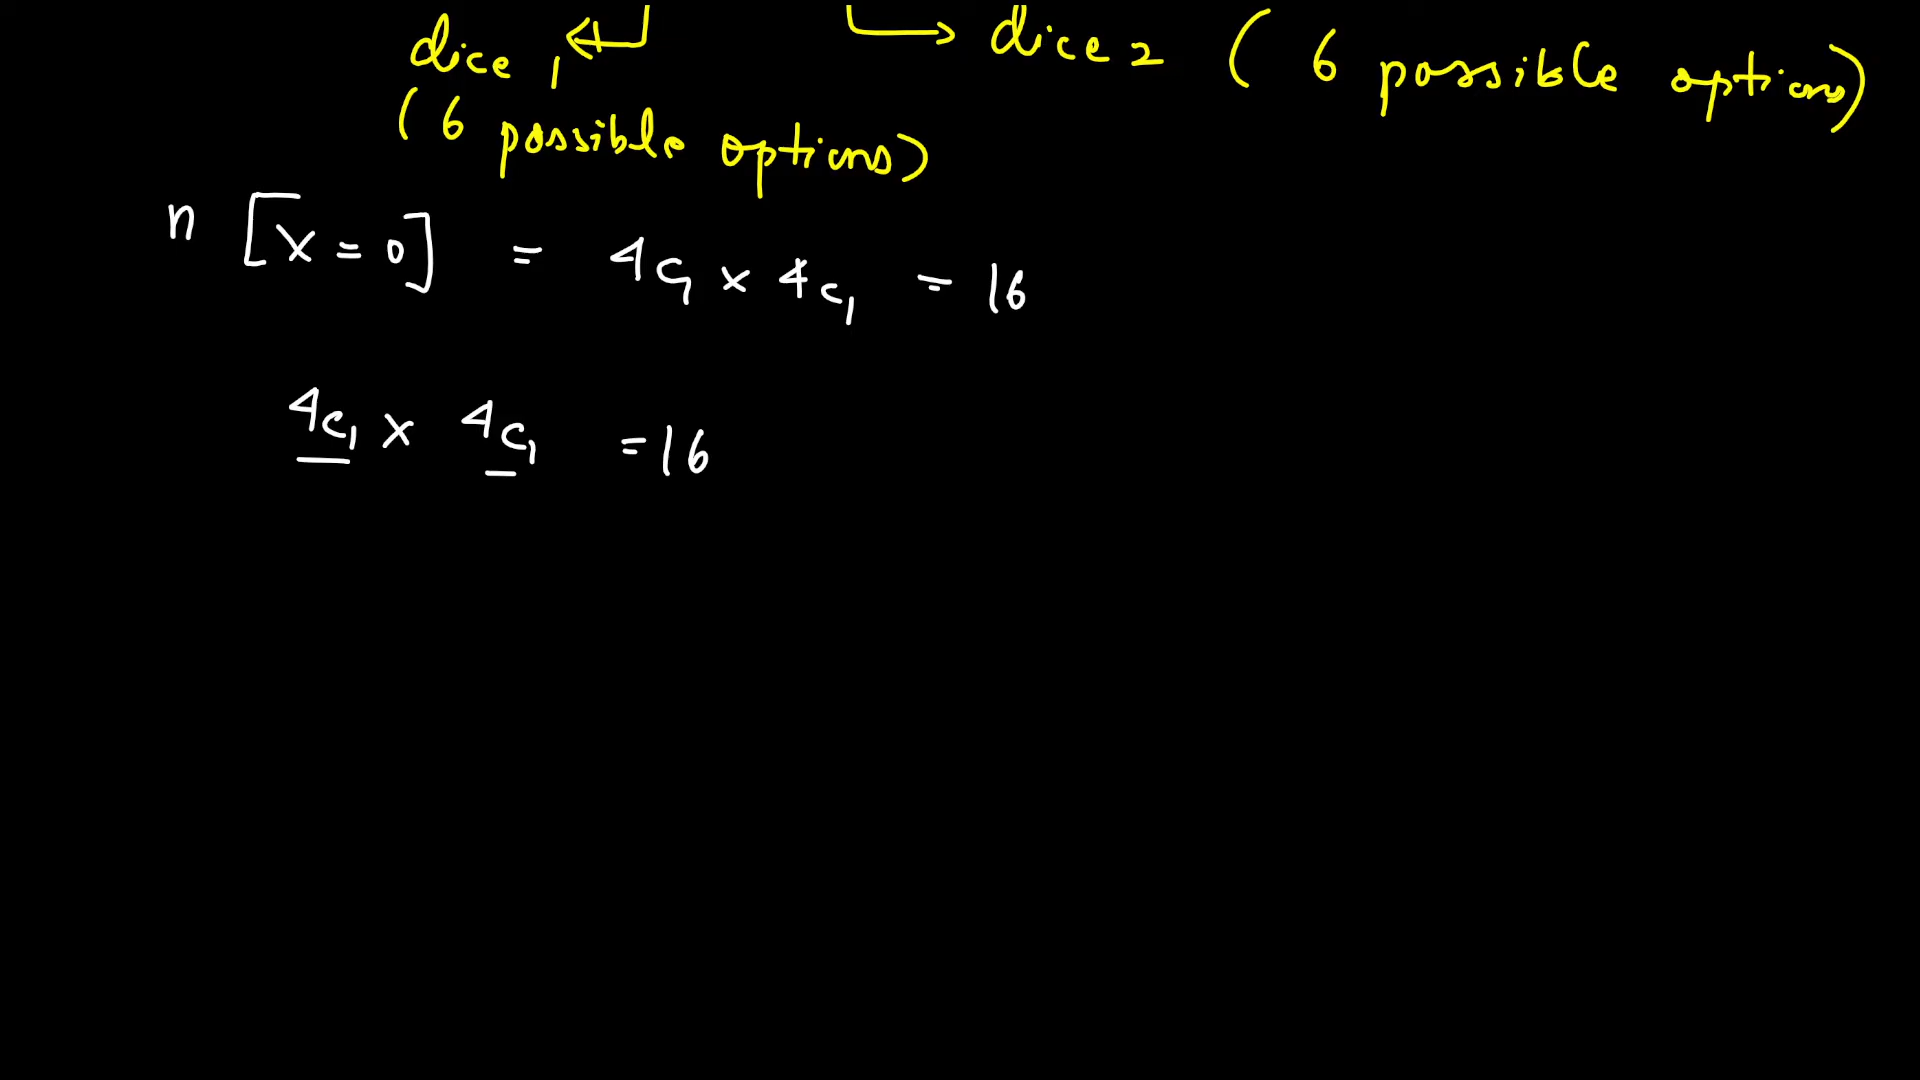 dice 1 ← → dice 2 ( 6 possible options)
( 6 possible options)
n [X = 0] = 4C₁ × 4C₁ = 16
4C₁ × 4C₁ = 16